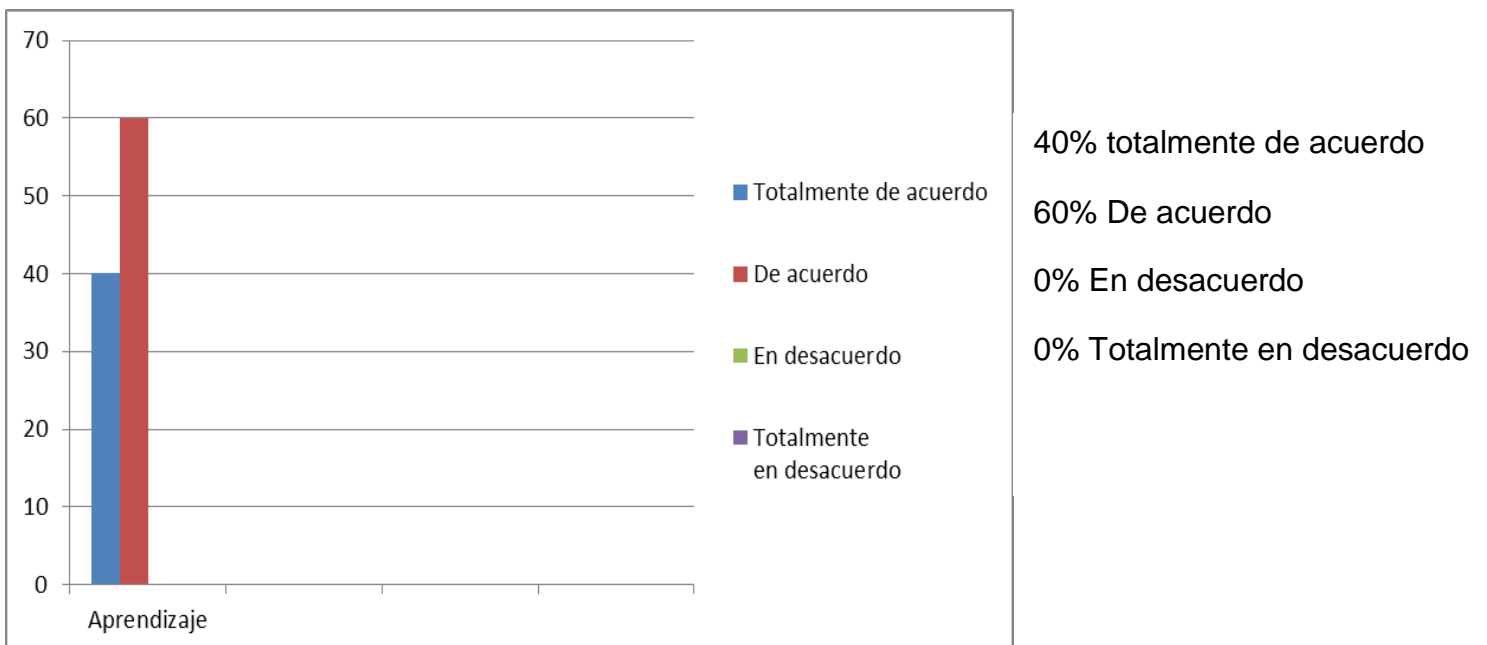 70
60
50
40
30
20
10
0
Aprendizaje
Totalmente de acuerdo
De acuerdo
En desacuerdo
Totalmente
en desacuerdo
40% totalmente de acuerdo
60% De acuerdo
0% En desacuerdo
0% Totalmente en desacuerdo